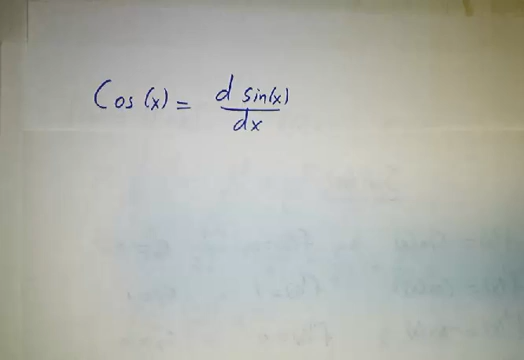 Cos(x) = d sin(x) / dx